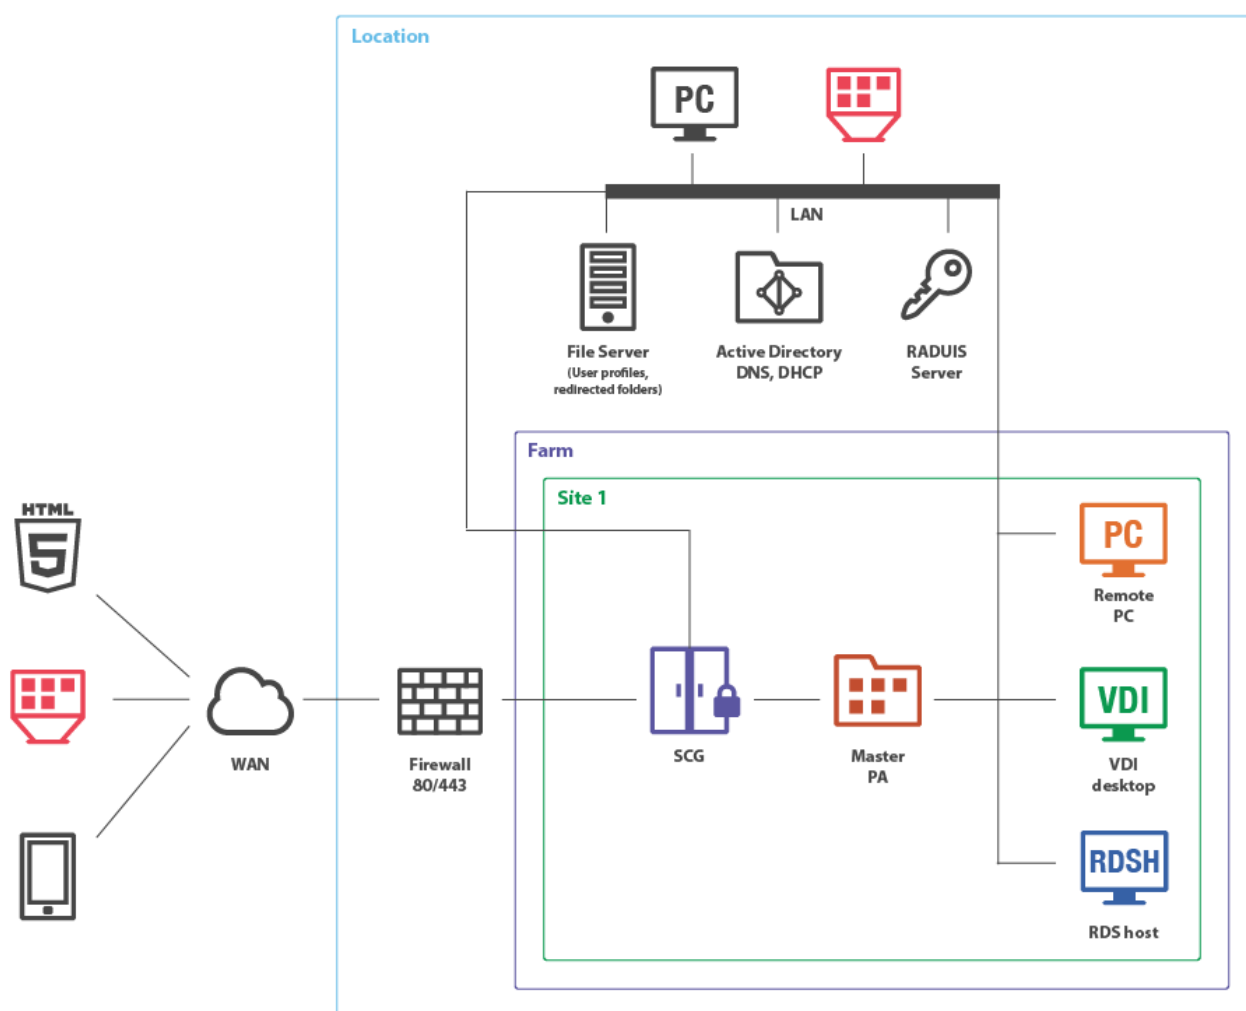 Location
PC
LAN
File Server
(User profiles,
redirected folders)
Active Directory
DNS, DHCP
RADUIS
Server
Farm
Site 1
HTML
5
PC
Remote
PC
WAN
Firewall
80/443
SCG
Master
PA
VDI
VDI
desktop
RDSH
RDS host